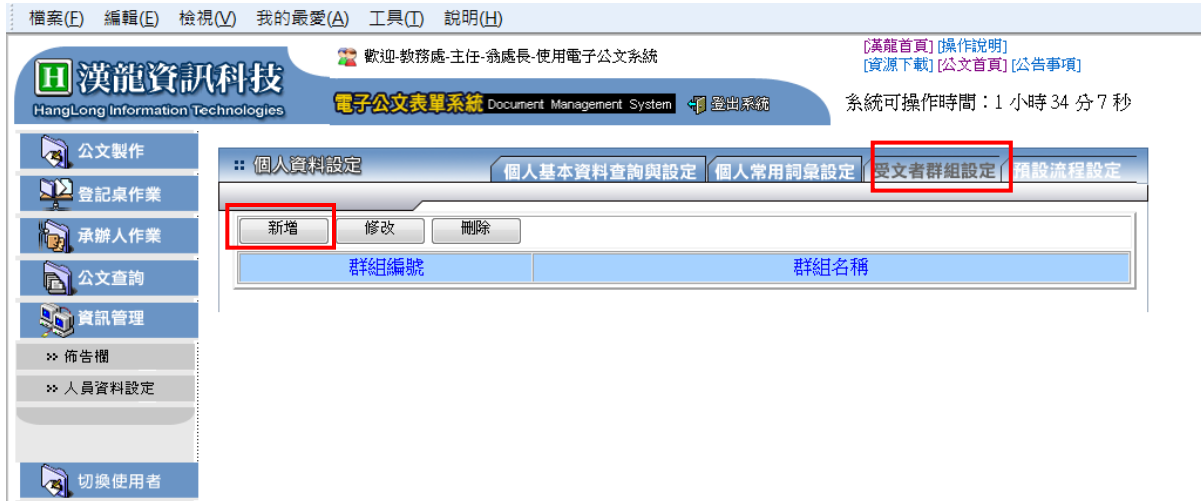 檔案(F) 編輯(E) 檢視(V) 我的最愛(A) 工具(T) 說明(H)
漢龍資訊科技
HangLong Information Technologies
歡迎-教務處-主任-翁處長-使用電子公文系統
[漢龍首頁] [操作說明]
[資源下載] [公文首頁] [公告事項]
電子公文表單系統 Document Management System 登出系統
系統可操作時間：1 小時 34 分 7 秒
公文製作
登記桌作業
承辦人作業
公文查詢
資訊管理
佈告欄
人員資料設定
切換使用者
個人資料設定
個人基本資料查詢與設定 個人常用詞彙設定 受文者群組設定 預設流程設定
新增 修改 刪除
群組編號 群組名稱